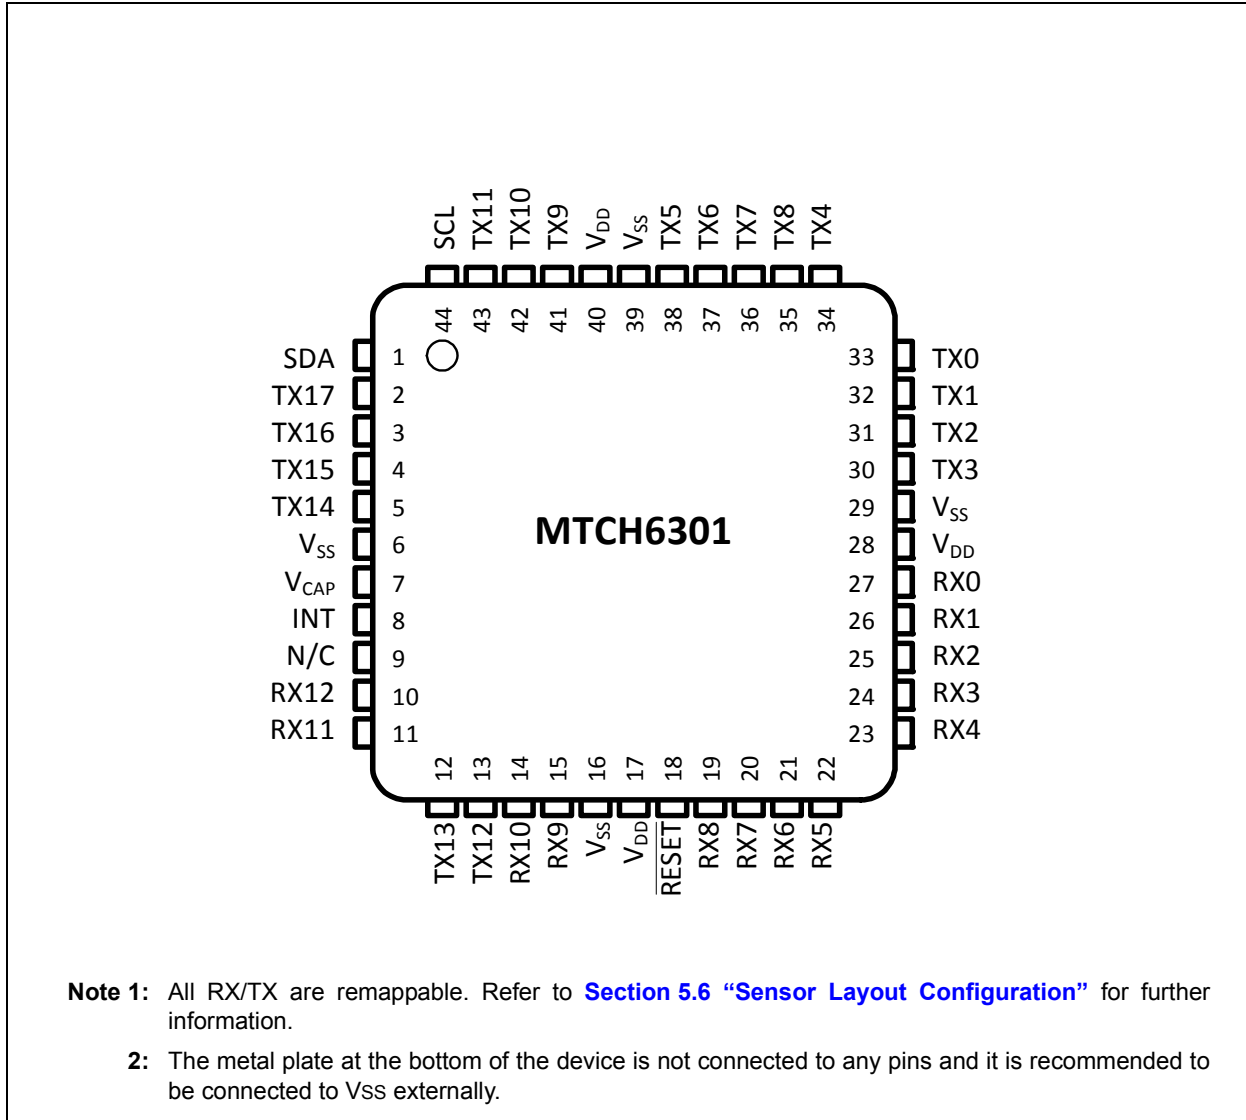 SCL TX11 TX10 TX9 VDD VSS TX5 TX6 TX7 TX8 TX4
44 43 42 41 40 39 38 37 36 35 34
SDA 1 33 TX0
TX17 2 32 TX1
TX16 3 31 TX2
TX15 4 30 TX3
TX14 5 29 VSS
MTCH6301
VSS 6 28 VDD
VCAP 7 27 RX0
INT 8 26 RX1
N/C 9 25 RX2
RX12 10 24 RX3
RX11 11 23 RX4
12 13 14 15 16 17 18 19 20 21 22
TX13 TX12 RX10 RX9 VSS VDD RESET RX8 RX7 RX6 RX5
Note 1: All RX/TX are remappable. Refer to Section 5.6 “Sensor Layout Configuration” for further
information.
2: The metal plate at the bottom of the device is not connected to any pins and it is recommended to
be connected to VSS externally.